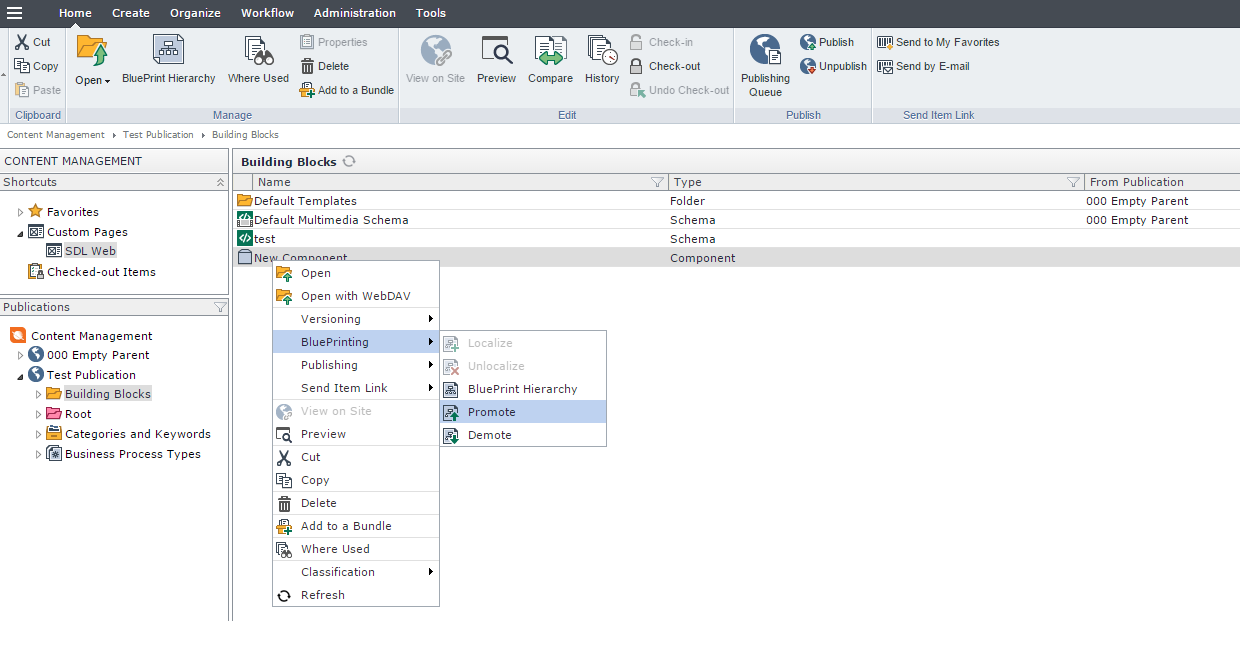 Home Create Organize Workflow Administration Tools
Cut
Copy
Paste
Clipboard
Open
BluePrint Hierarchy
Where Used
Properties
Delete
Add to a Bundle
Manage
View on Site
Preview
Compare
History
Check-in
Check-out
Undo Check-out
Edit
Publishing
Queue
Publish
Unpublish
Publish
Send to My Favorites
Send by E-mail
Send Item Link
Content Management Test Publication Building Blocks
CONTENT MANAGEMENT
Shortcuts
Favorites
Custom Pages
SDL Web
Checked-out Items
Publications
Content Management
000 Empty Parent
Test Publication
Building Blocks
Root
Categories and Keywords
Business Process Types
Building Blocks
Name Type From Publication
Default Templates Folder 000 Empty Parent
Default Multimedia Schema Schema 000 Empty Parent
test Schema
New Component Component
Open
Open with WebDAV
Versioning
BluePrinting
Publishing
Send Item Link
View on Site
Preview
Cut
Copy
Delete
Add to a Bundle
Where Used
Classification
Refresh
Localize
Unlocalize
BluePrint Hierarchy
Promote
Demote